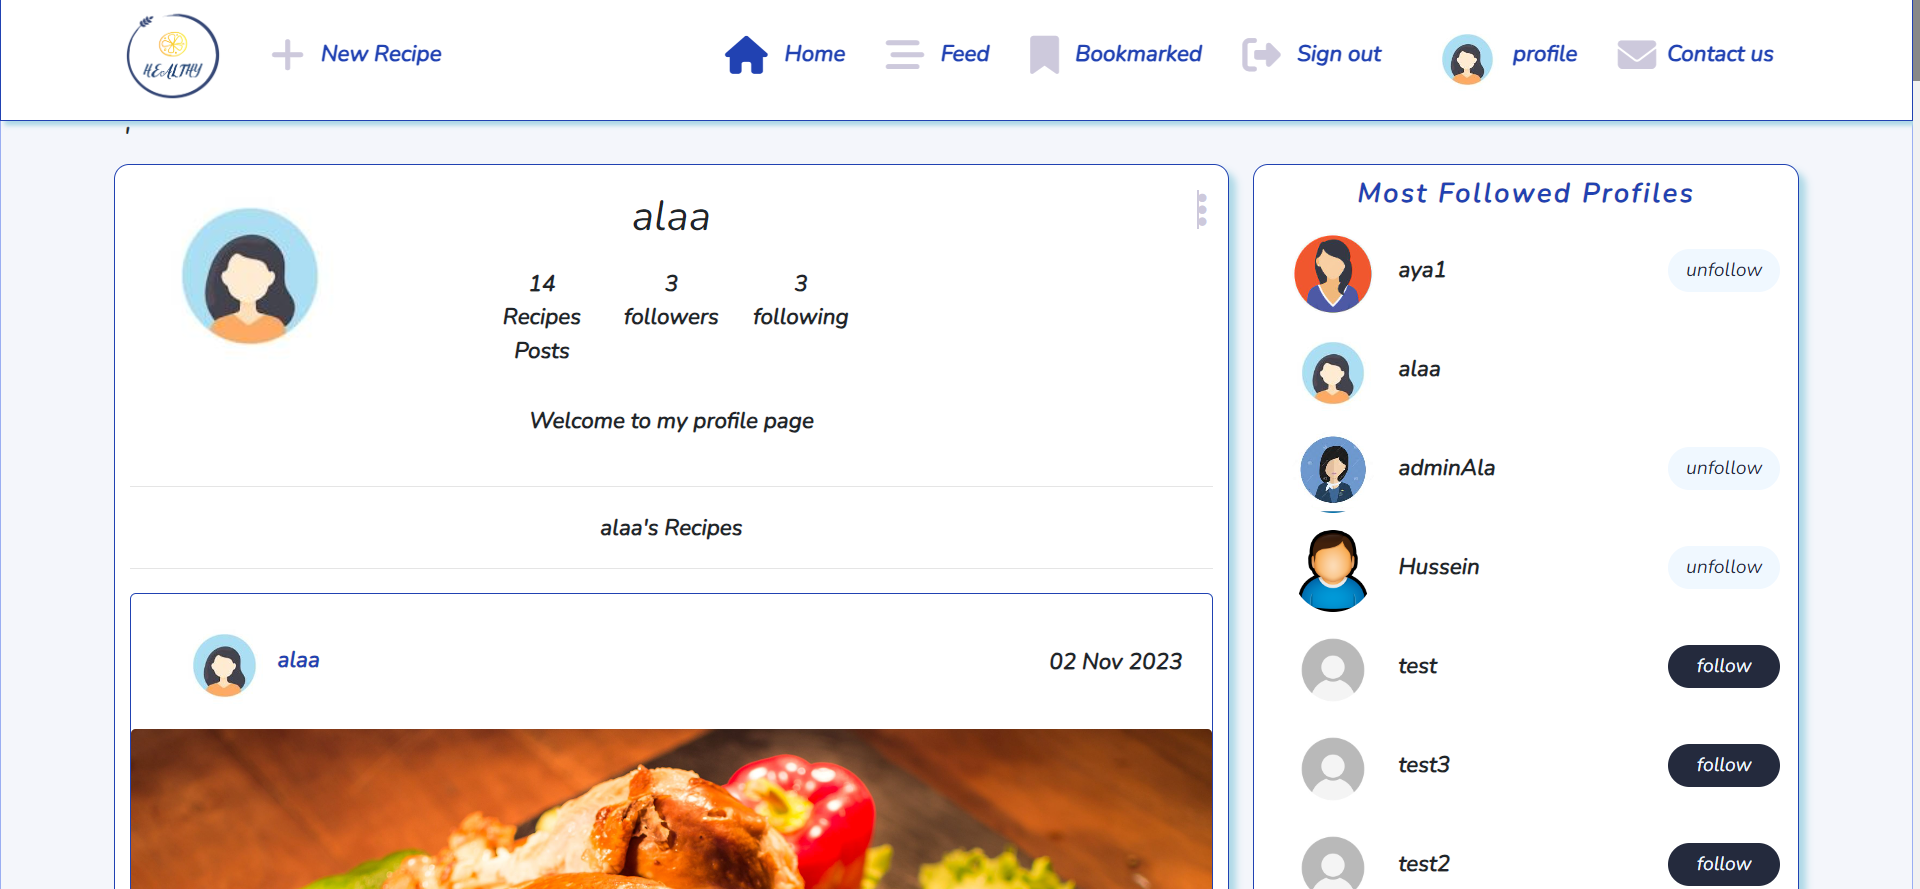 HEALTHY
New Recipe
Home
Feed
Bookmarked
Sign out
profile
Contact us
'
alaa
14
Recipes
Posts
3
followers
3
following
Welcome to my profile page
alaa's Recipes
alaa
02 Nov 2023
Most Followed Profiles
aya1
unfollow
alaa
adminAla
unfollow
Hussein
unfollow
test
follow
test3
follow
test2
follow